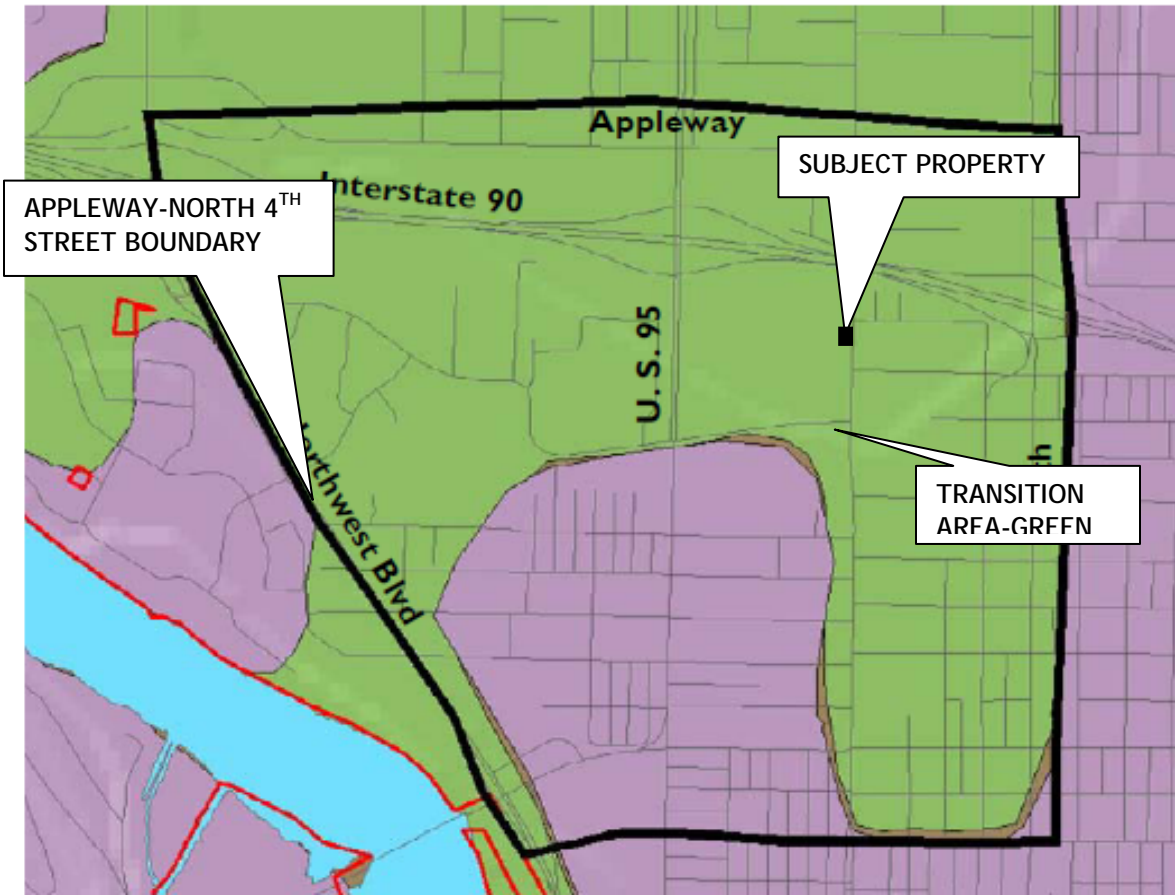 Appleway
SUBJECT PROPERTY
Interstate 90
APPLEWAY-NORTH 4TH
STREET BOUNDARY
U. S. 95
Northwest Blvd
TRANSITION
AREA-GREEN